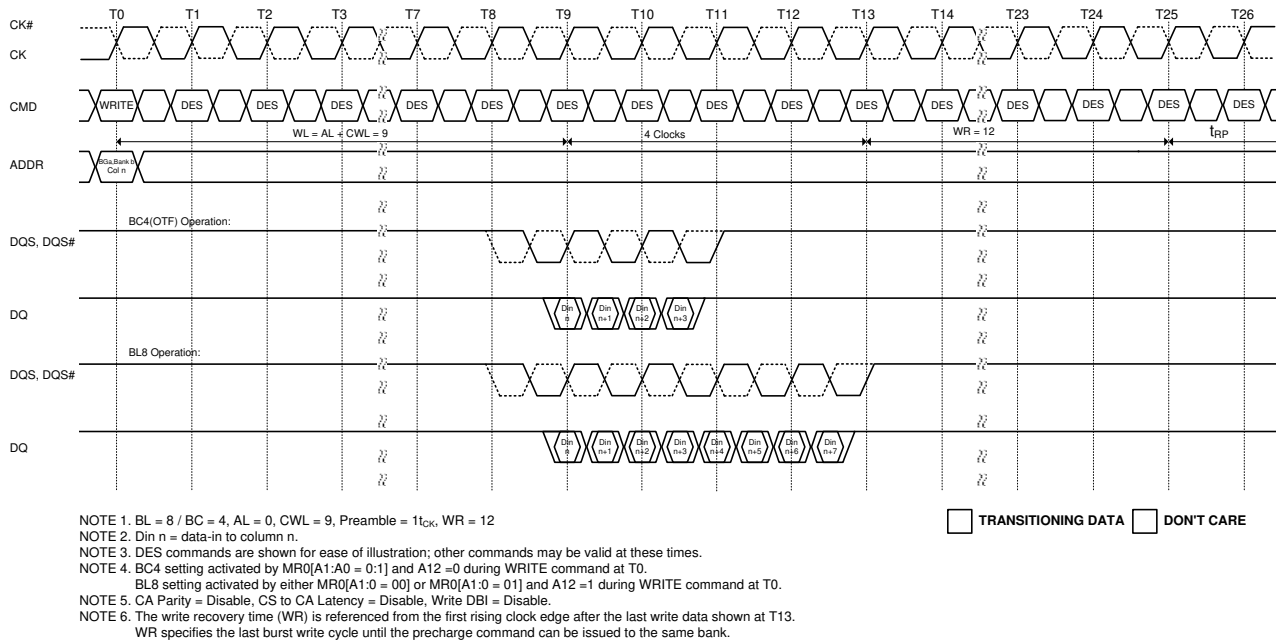 T0 T1 T2 T3 T7 T8 T9 T10 T11 T12 T13 T14 T23 T24 T25 T26
CK#
CK
CMD WRITE DES DES DES DES DES DES DES DES DES DES DES DES DES DES DES
WL = AL + CWL = 9 4 Clocks WR = 12 tRP
ADDR
BGa,Bank b
Col n
BC4(OTF) Operation:
DQS, DQS#
DQ
Din n Din n+1 Din n+2 Din n+3
BL8 Operation:
DQS, DQS#
DQ
Din n Din n+1 Din n+2 Din n+3 Din n+4 Din n+5 Din n+6 Din n+7
NOTE 1. BL = 8 / BC = 4, AL = 0, CWL = 9, Preamble = 1tCK, WR = 12
TRANSITIONING DATA DON'T CARE
NOTE 2. Din n = data-in to column n.
NOTE 3. DES commands are shown for ease of illustration; other commands may be valid at these times.
NOTE 4. BC4 setting activated by MR0[A1:A0 = 0:1] and A12 =0 during WRITE command at T0.
BL8 setting activated by either MR0[A1:0 = 00] or MR0[A1:0 = 01] and A12 =1 during WRITE command at T0.
NOTE 5. CA Parity = Disable, CS to CA Latency = Disable, Write DBI = Disable.
NOTE 6. The write recovery time (WR) is referenced from the first rising clock edge after the last write data shown at T13.
WR specifies the last burst write cycle until the precharge command can be issued to the same bank.